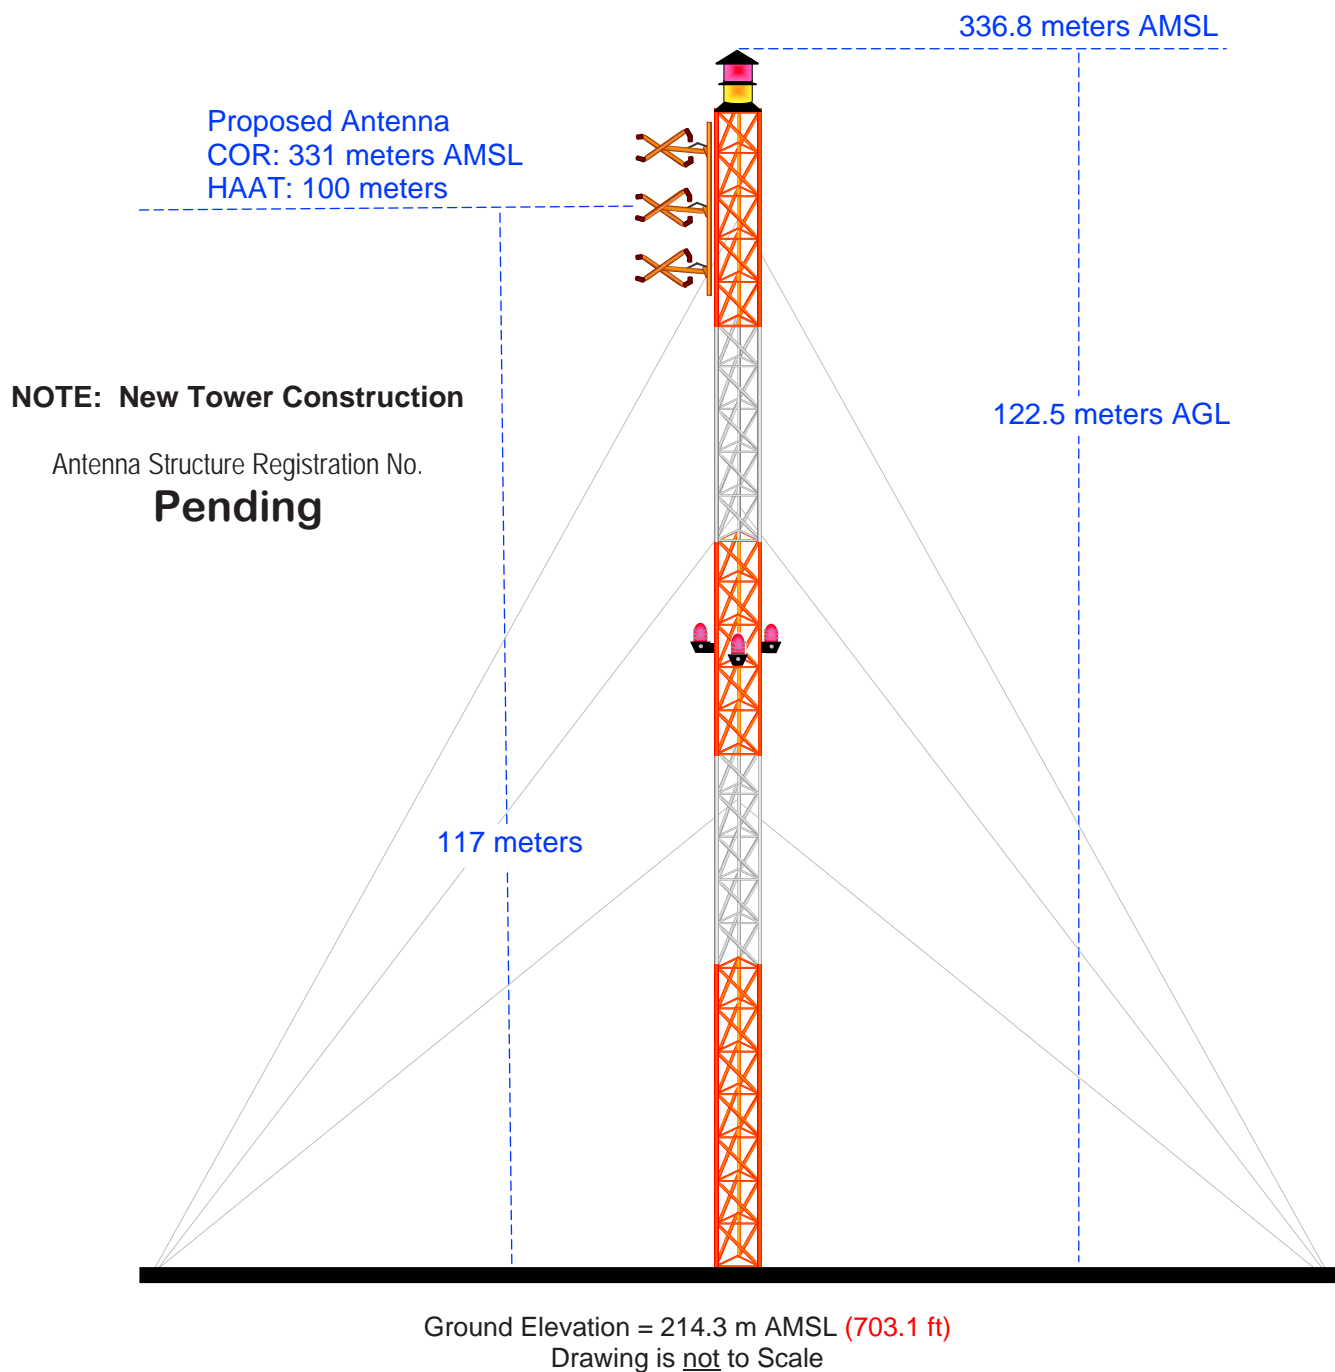 336.8 meters AMSL
Proposed Antenna
COR: 331 meters AMSL
HAAT: 100 meters
NOTE: New Tower Construction
122.5 meters AGL
Antenna Structure Registration No.
Pending
117 meters
Ground Elevation = 214.3 m AMSL (703.1 ft)
Drawing is not to Scale